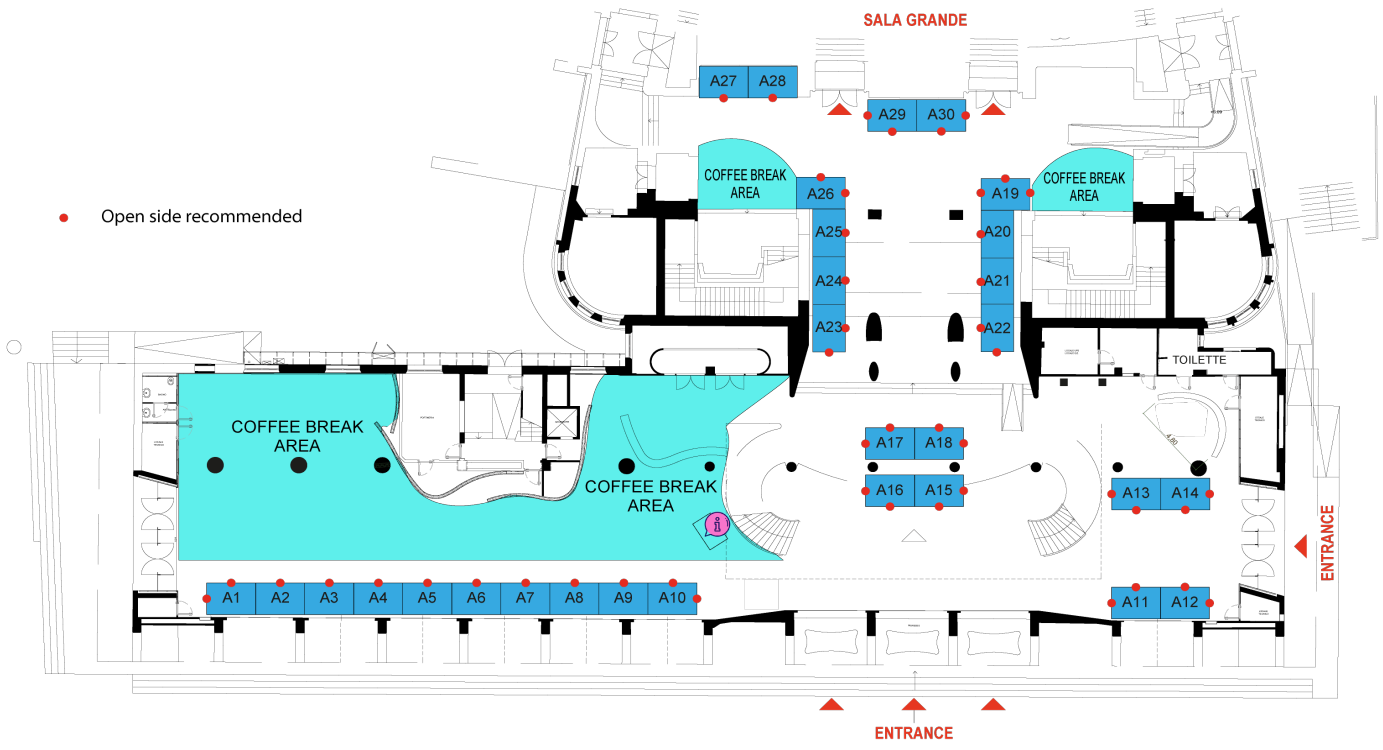 SALA GRANDE
A27 A28
A29 A30
COFFEE BREAK
AREA
A26
A19
COFFEE BREAK
AREA
Open side recommended
A25
A20
A24
A21
A23
A22
TOILETTE
COFFEE BREAK
AREA
A17 A18
4.80
COFFEE BREAK
AREA
A16 A15
A13 A14
i
ENTRANCE
A1 A2 A3 A4 A5 A6 A7 A8 A9 A10
A11 A12
ENTRANCE